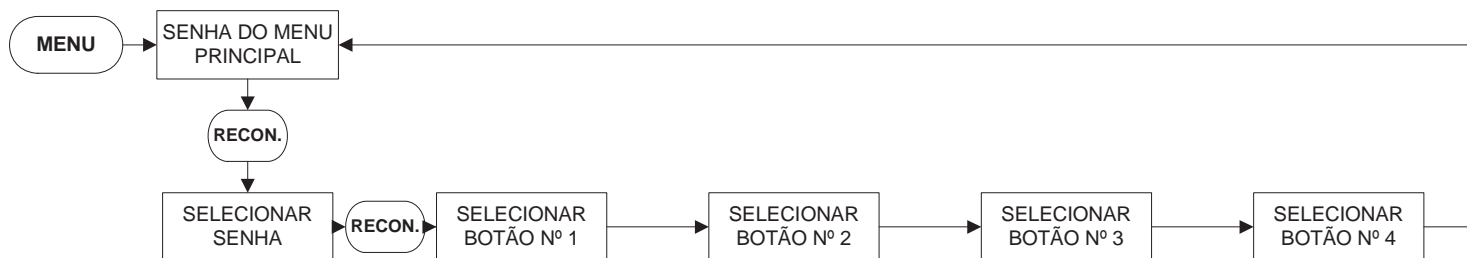 MENU
SENHA DO MENU
PRINCIPAL
RECON.
SELECIONAR
SENHA
RECON.
SELECIONAR
BOTÃO Nº 1
SELECIONAR
BOTÃO Nº 2
SELECIONAR
BOTÃO Nº 3
SELECIONAR
BOTÃO Nº 4